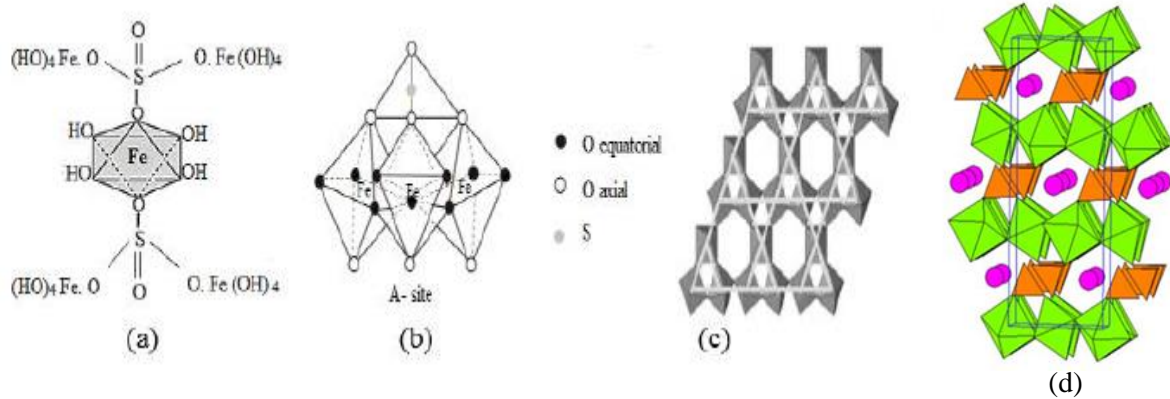 O
(HO)4 Fe. O
O. Fe (OH)4
S
O
HO
OH
Fe
HO
OH
O
S
(HO)4 Fe. O
O. Fe (OH)4
O
(a)
Fe
Fe
Fe
A- site
(b)
O equatorial
O axial
S
(c)
(d)